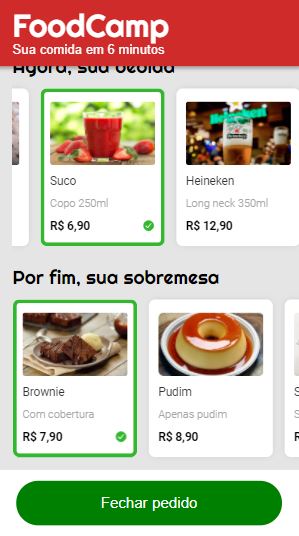 FoodCamp
Sua comida em 6 minutos
Agora, sua bebida
Suco
Copo 250ml
R$ 6,90
Heineken
Long neck 350ml
R$ 12,90
Por fim, sua sobremesa
Brownie
Com cobertura
R$ 7,90
Pudim
Apenas pudim
R$ 8,90
Fechar pedido